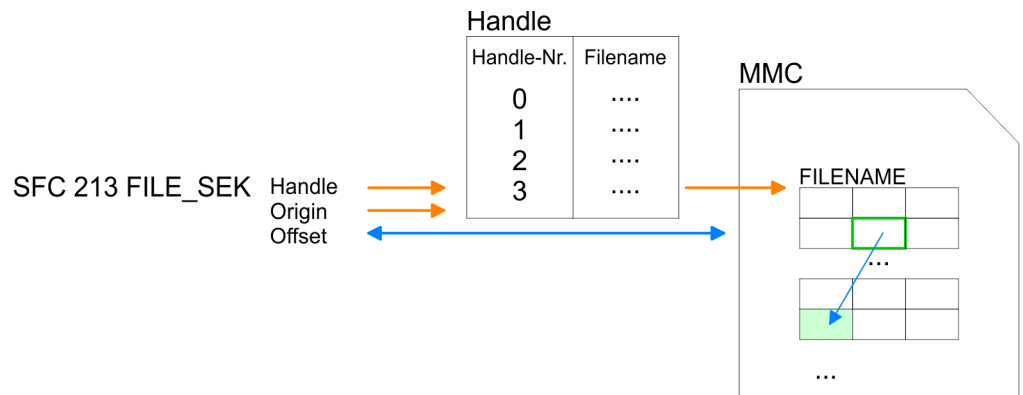 Handle
Handle-Nr. Filename
0 ....
1 ....
2 ....
3 ....
MMC
SFC 213 FILE_SEK
Handle
Origin
Offset
FILENAME
...
...